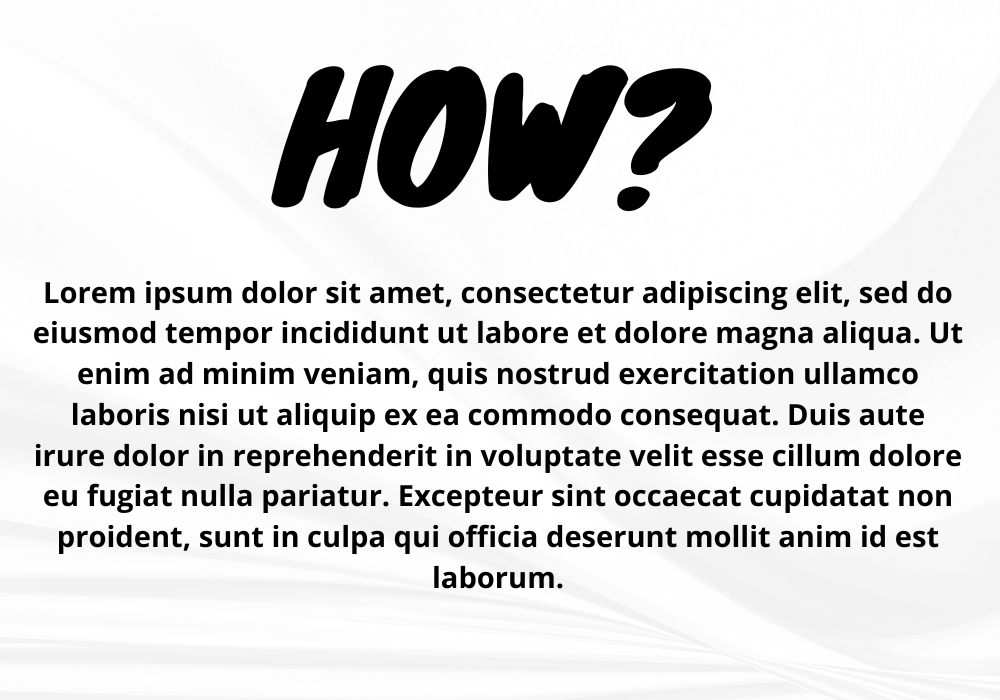 HOW?
Lorem ipsum dolor sit amet, consectetur adipiscing elit, sed do
eiusmod tempor incididunt ut labore et dolore magna aliqua. Ut
enim ad minim veniam, quis nostrud exercitation ullamco
laboris nisi ut aliquip ex ea commodo consequat. Duis aute
irure dolor in reprehenderit in voluptate velit esse cillum dolore
eu fugiat nulla pariatur. Excepteur sint occaecat cupidatat non
proident, sunt in culpa qui officia deserunt mollit anim id est
laborum.